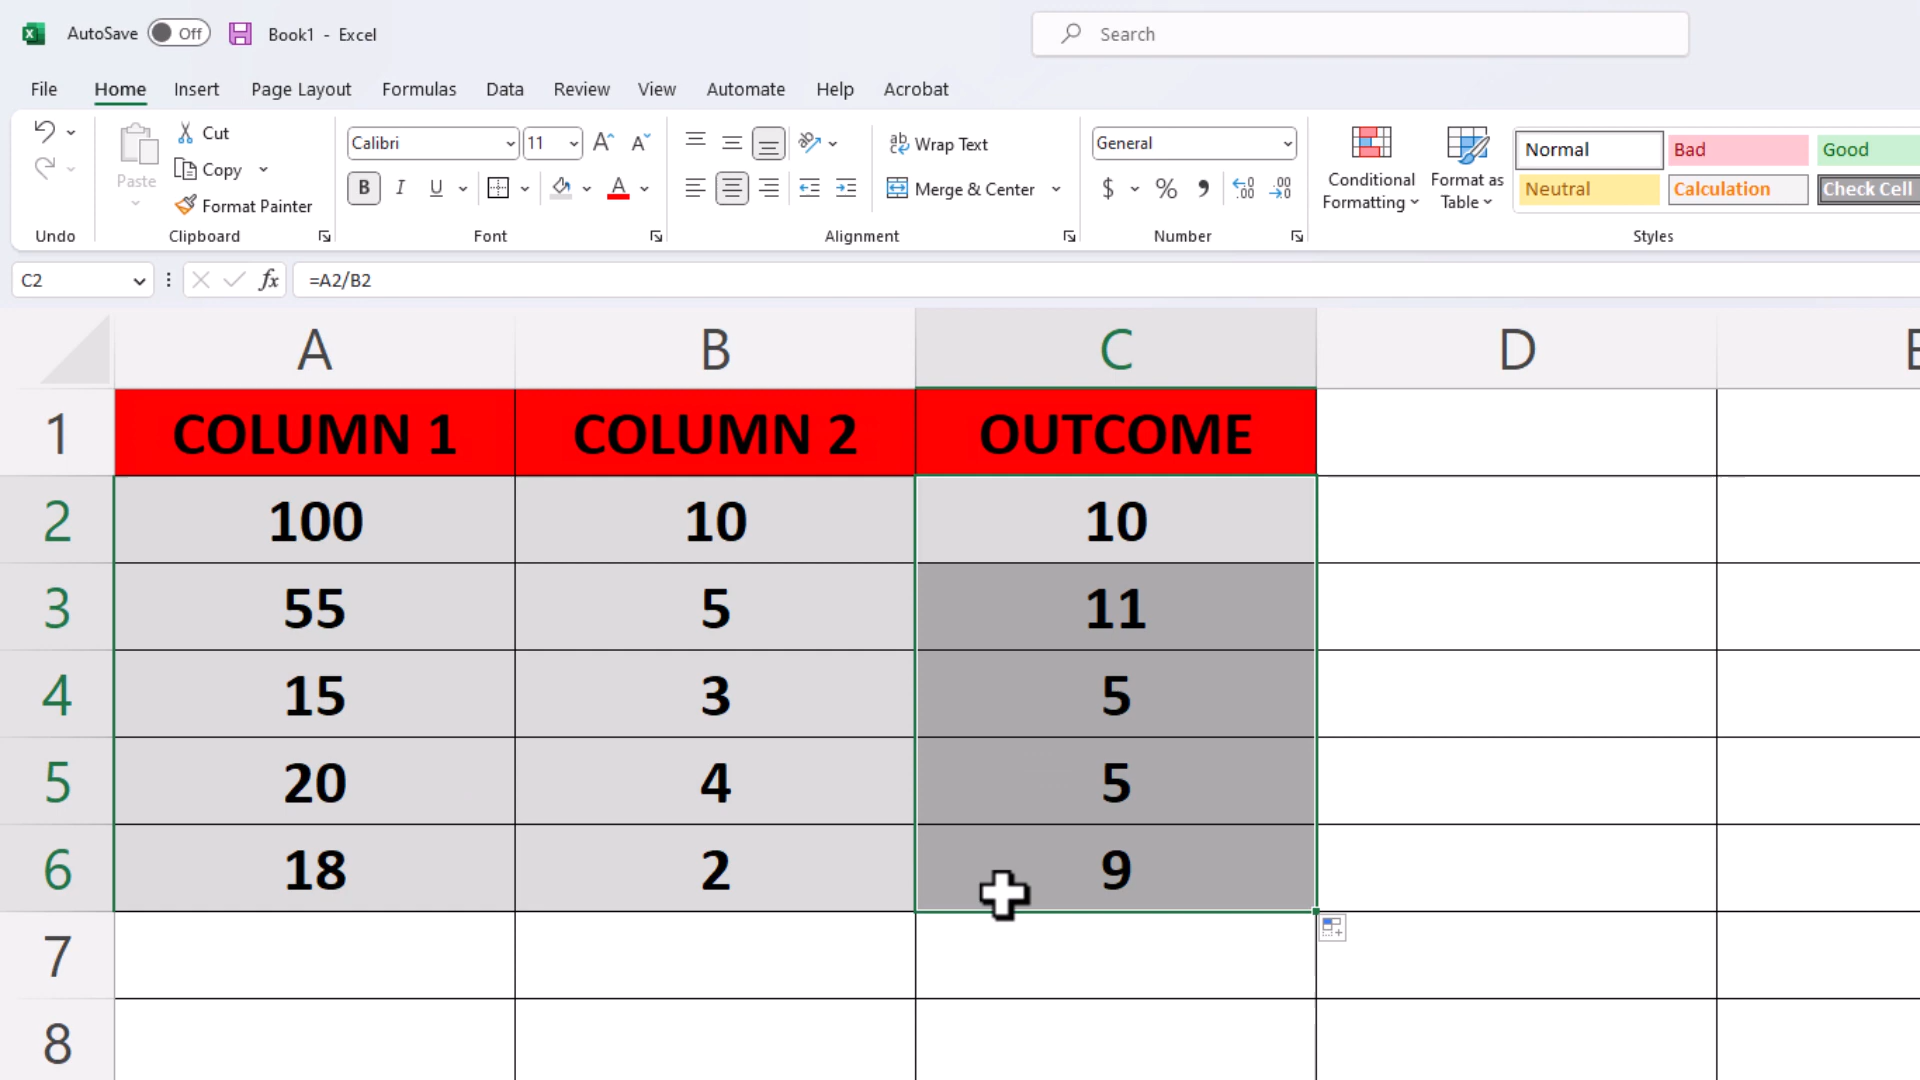 AutoSave Off Book1 - Excel Search
File Home Insert Page Layout Formulas Data Review View Automate Help Acrobat
Paste Cut Copy Format Painter
Calibri 11
B I U A
Wrap Text
Merge & Center
General
$ % 9
Conditional Formatting
Format as Table
Normal Bad Good
Neutral Calculation Check Cell
Undo Clipboard Font Alignment Number Styles
C2 fx =A2/B2
A B C D
1 COLUMN 1 COLUMN 2 OUTCOME
2 100 10 10
3 55 5 11
4 15 3 5
5 20 4 5
6 18 2 9
7
8